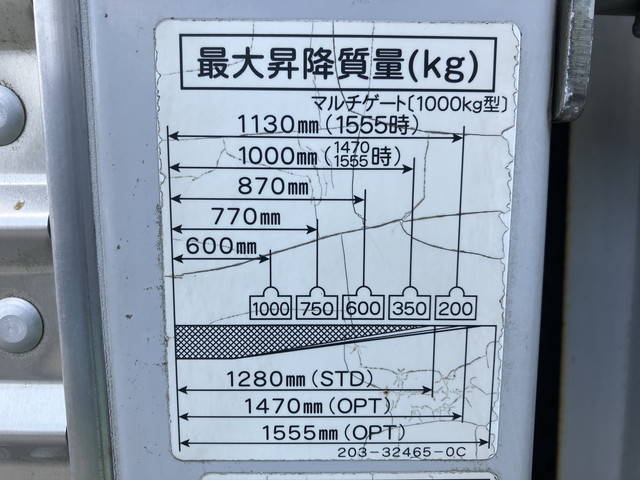 最大昇降質量(kg)
マルチゲート〔1000kg型〕
1130mm(1555時)
1000mm(1470 1555時)
870mm
770mm
600mm
1000 750 600 350 200
1280mm(STD)
1470mm(OPT)
1555mm(OPT)
203-32465-0C